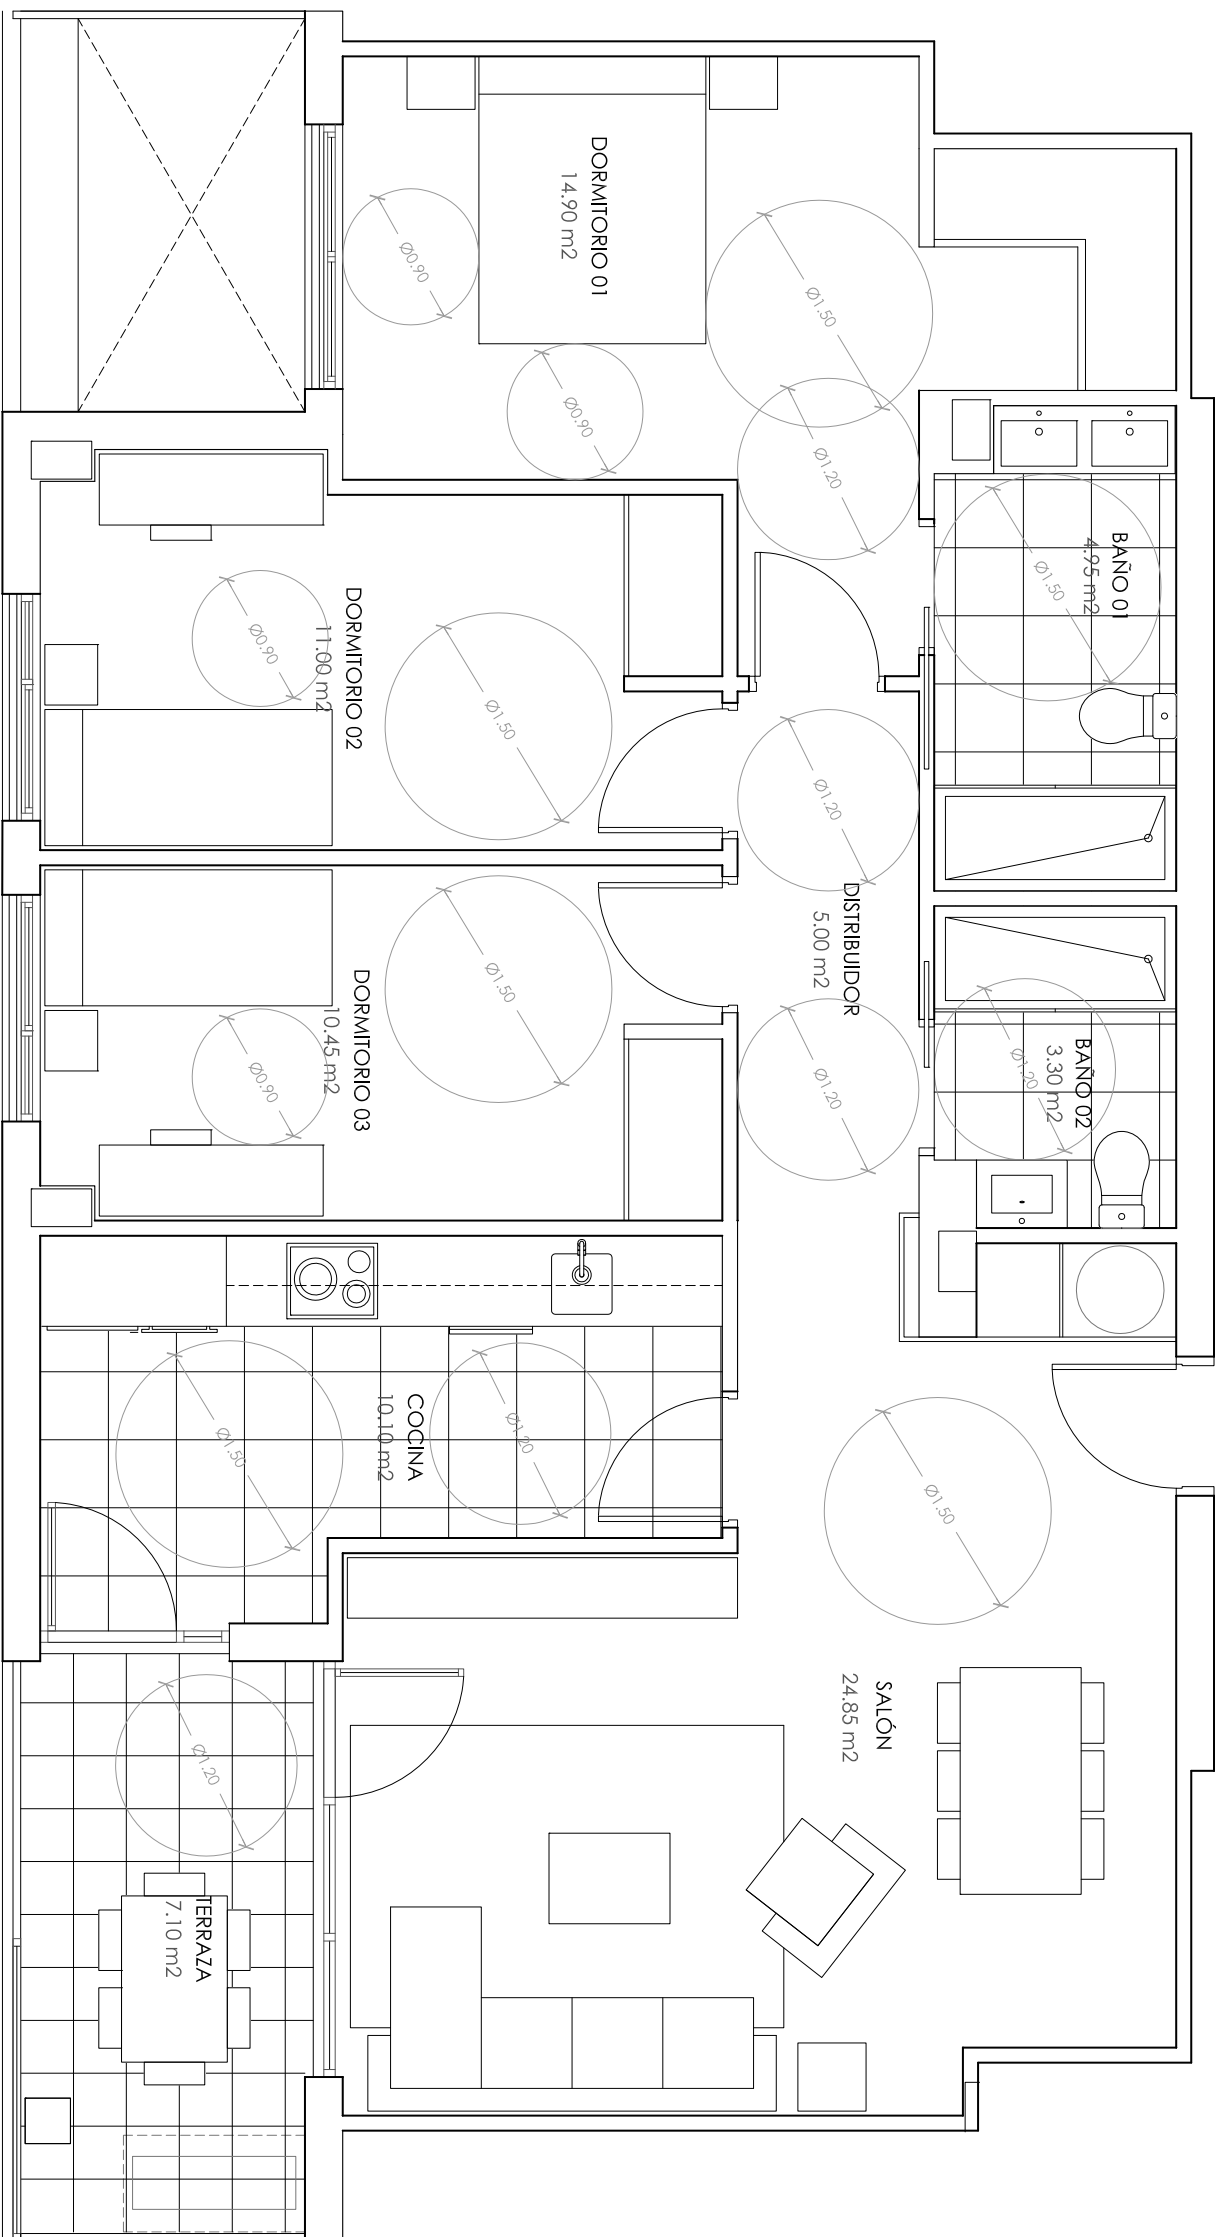 DORMITORIO 01
14.90 m2
Ø0.90
Ø0.90
Ø1.50
Ø1.20
BAÑO 01
4.95 m2
Ø1.50
DORMITORIO 02
11.00 m2
Ø0.90
Ø1.50
Ø1.20
DISTRIBUIDOR
5.00 m2
Ø1.20
BAÑO 02
3.30 m2
Ø1.20
DORMITORIO 03
10.45 m2
Ø1.50
Ø0.90
COCINA
10.10 m2
Ø1.50
Ø1.20
Ø1.50
SALÓN
24.85 m2
Ø1.20
TERRAZA
7.10 m2